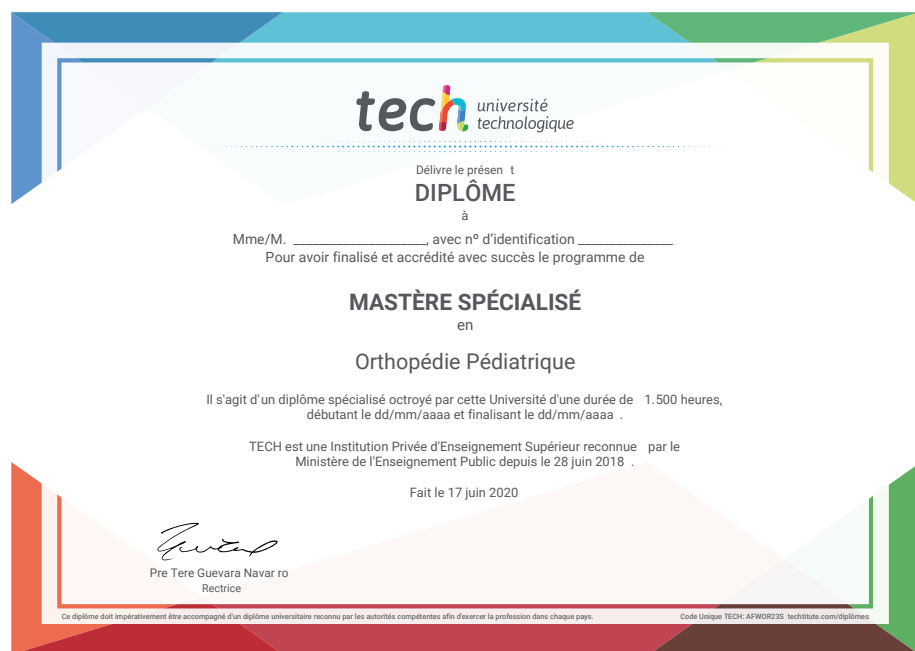 tech université
technologique
Délivre le présen t
DIPLÔME
à
Mme/M. ____________________, avec nº d'identification ______________
Pour avoir finalisé et accrédité avec succès le programme de
MASTÈRE SPÉCIALISÉ
en
Orthopédie Pédiatrique
Il s'agit d'un diplôme spécialisé octroyé par cette Université d'une durée de 1.500 heures,
débutant le dd/mm/aaaa et finalisant le dd/mm/aaaa .
TECH est une Institution Privée d'Enseignement Supérieur reconnue par le
Ministère de l'Enseignement Public depuis le 28 juin 2018 .
Fait le 17 juin 2020
Pre Tere Guevara Navar ro
Rectrice
Ce diplôme doit impérativement être accompagné d'un diplôme universitaire reconnu par les autorités compétentes afin d'exercer la profession dans chaque pays.
Code Unique TECH: AFWOR23S techtitute.com/diplômes